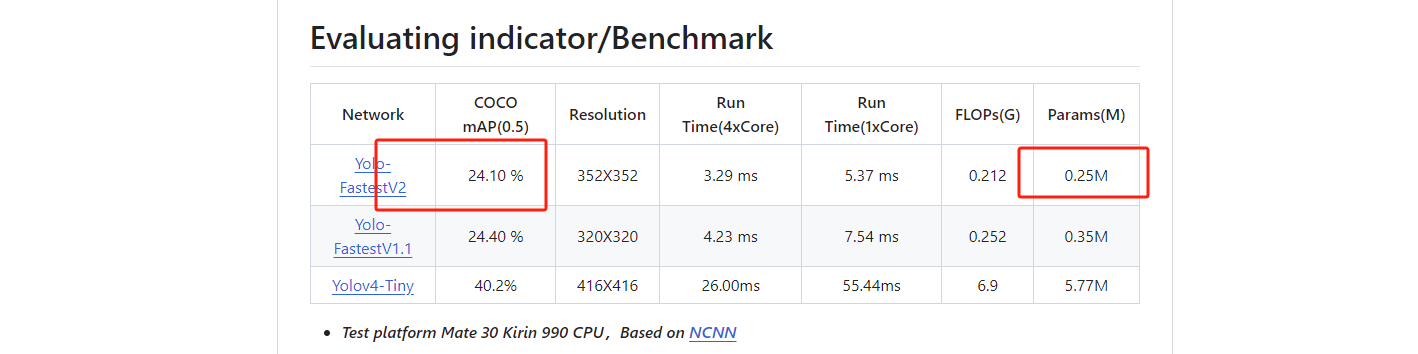 Evaluating indicator/Benchmark
Network
COCO
mAP(0.5)
Resolution
Run
Time(4xCore)
Run
Time(1xCore)
FLOPs(G)
Params(M)
Yolo-
FastestV2
24.10 %
352X352
3.29 ms
5.37 ms
0.212
0.25M
Yolo-
FastestV1.1
24.40 %
320X320
4.23 ms
7.54 ms
0.252
0.35M
Yolov4-Tiny
40.2%
416X416
26.00ms
55.44ms
6.9
5.77M
• Test platform Mate 30 Kirin 990 CPU，Based on NCNN